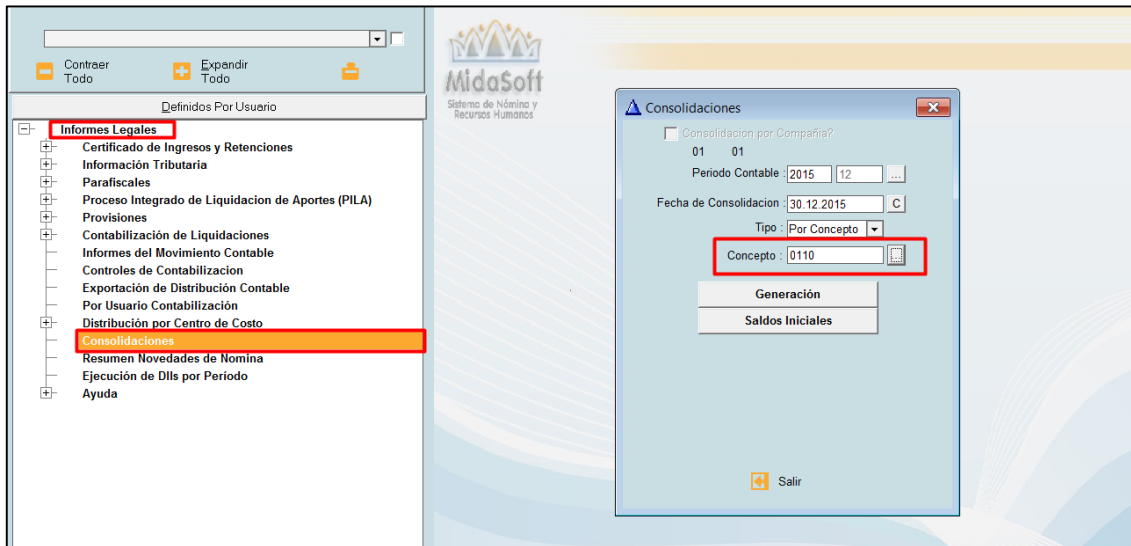 Contraer
Todo
Expandir
Todo
Definidos Por Usuario
Informes Legales
Certificado de Ingresos y Retenciones
Información Tributaria
Parafiscales
Proceso Integrado de Liquidacion de Aportes (PILA)
Provisiones
Contabilización de Liquidaciones
Informes del Movimiento Contable
Controles de Contabilizacion
Exportación de Distribución Contable
Por Usuario Contabilización
Distribución por Centro de Costo
Consolidaciones
Resumen Novedades de Nomina
Ejecución de Dlls por Período
Ayuda
MidaSoft
Sistema de Nómina y
Recursos Humanos
Consolidaciones
Consolidacion por Compañia?
01 01
Periodo Contable : 2015 12 ...
Fecha de Consolidacion : 30.12.2015 C
Tipo : Por Concepto
Concepto : 0110 ...
Generación
Saldos Iniciales
Salir